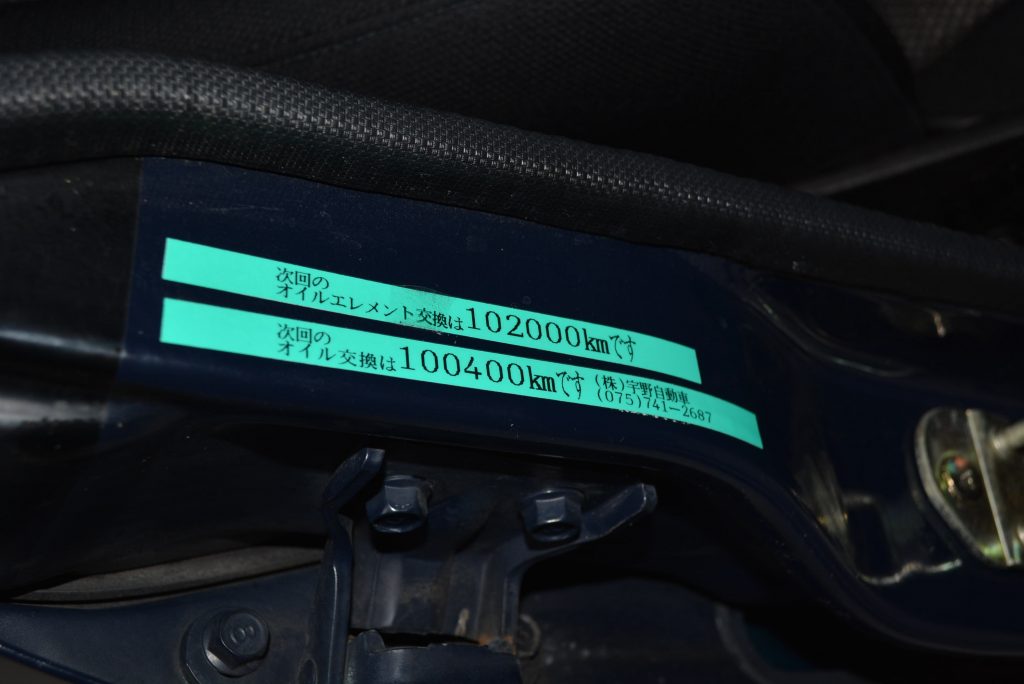 次回の
オイルエレメント交換は102000kmです
次回の
オイル交換は100400kmです (株)宇野自動車
(075)741-2687
8